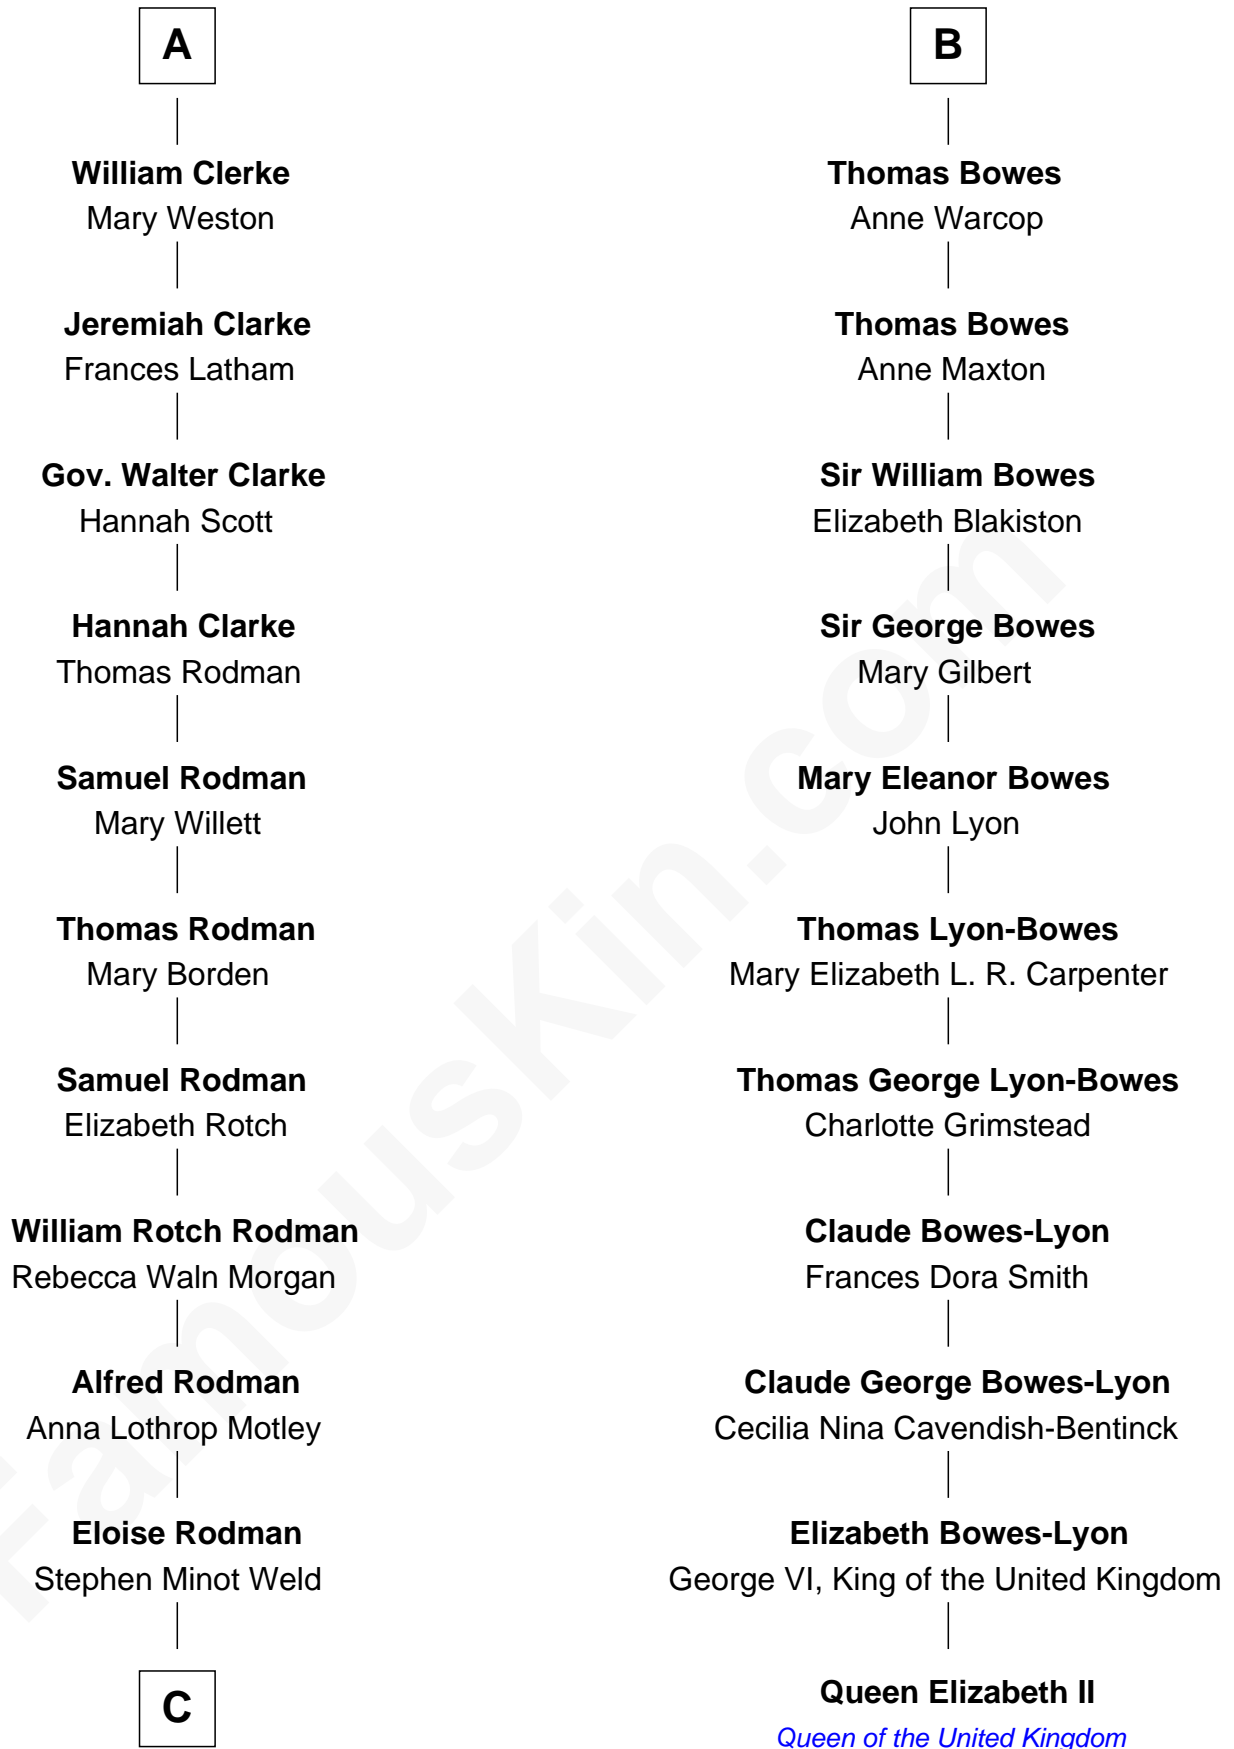 A
William Clerke
Mary Weston
Jeremiah Clarke
Frances Latham
Gov. Walter Clarke
Hannah Scott
Hannah Clarke
Thomas Rodman
Samuel Rodman
Mary Willett
Thomas Rodman
Mary Borden
Samuel Rodman
Elizabeth Rotch
William Rotch Rodman
Rebecca Waln Morgan
Alfred Rodman
Anna Lothrop Motley
Eloise Rodman
Stephen Minot Weld
C
B
Thomas Bowes
Anne Warcop
Thomas Bowes
Anne Maxton
Sir William Bowes
Elizabeth Blakiston
Sir George Bowes
Mary Gilbert
Mary Eleanor Bowes
John Lyon
Thomas Lyon-Bowes
Mary Elizabeth L. R. Carpenter
Thomas George Lyon-Bowes
Charlotte Grimstead
Claude Bowes-Lyon
Frances Dora Smith
Claude George Bowes-Lyon
Cecilia Nina Cavendish-Bentinck
Elizabeth Bowes-Lyon
George VI, King of the United Kingdom
Queen Elizabeth II
Queen of the United Kingdom
FamousKin.com